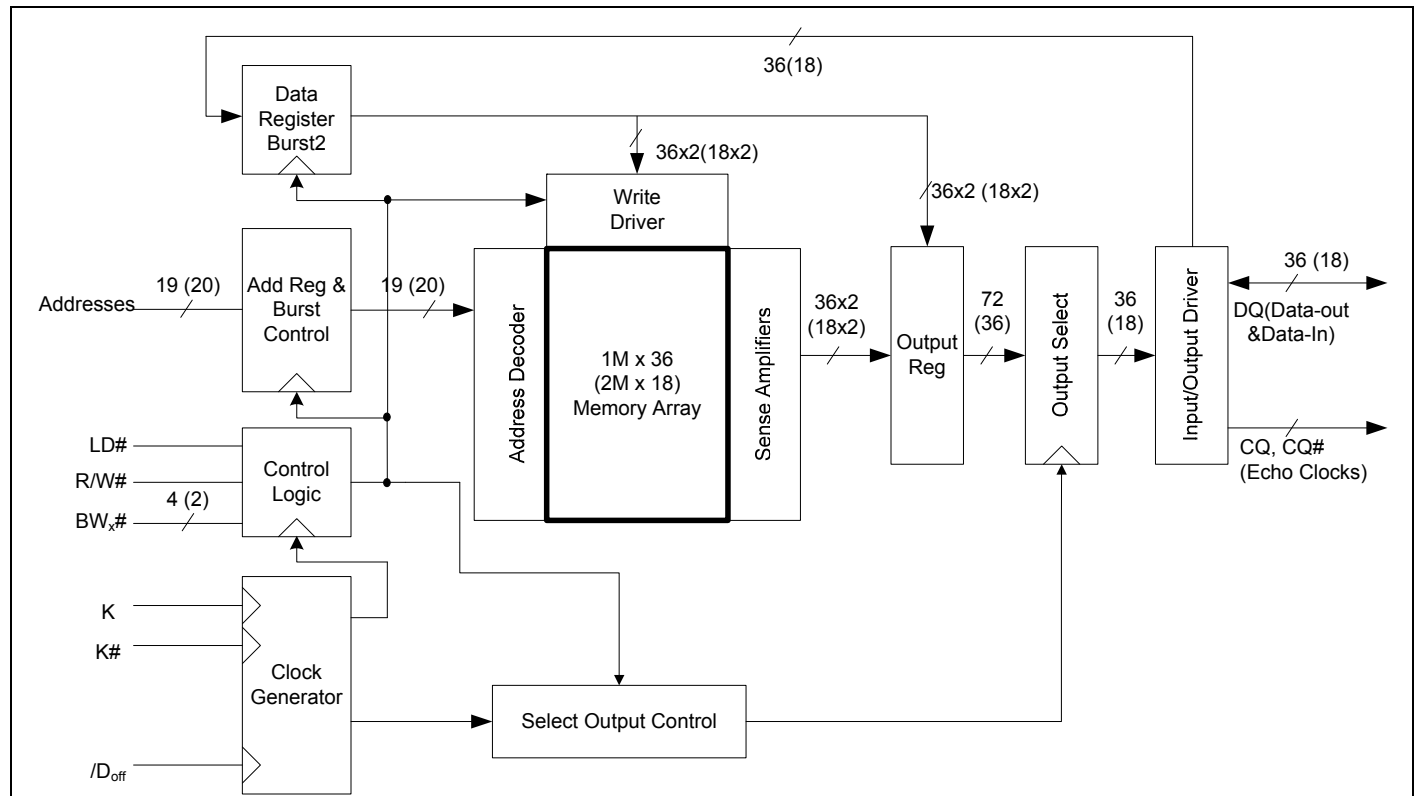 36(18)
Data
Register
Burst2
36x2(18x2)
36x2 (18x2)
Write
Driver
Addresses
19 (20)
Add Reg &
Burst
Control
19 (20)
Address Decoder
1M x 36
(2M x 18)
Memory Array
Sense Amplifiers
36x2
(18x2)
Output
Reg
72
(36)
Output Select
36
(18)
Input/Output Driver
36 (18)
DQ(Data-out
&Data-In)
CQ, CQ#
(Echo Clocks)
LD#
R/W#
BWx#
4 (2)
Control
Logic
K
K#
/Doff
Clock
Generator
Select Output Control